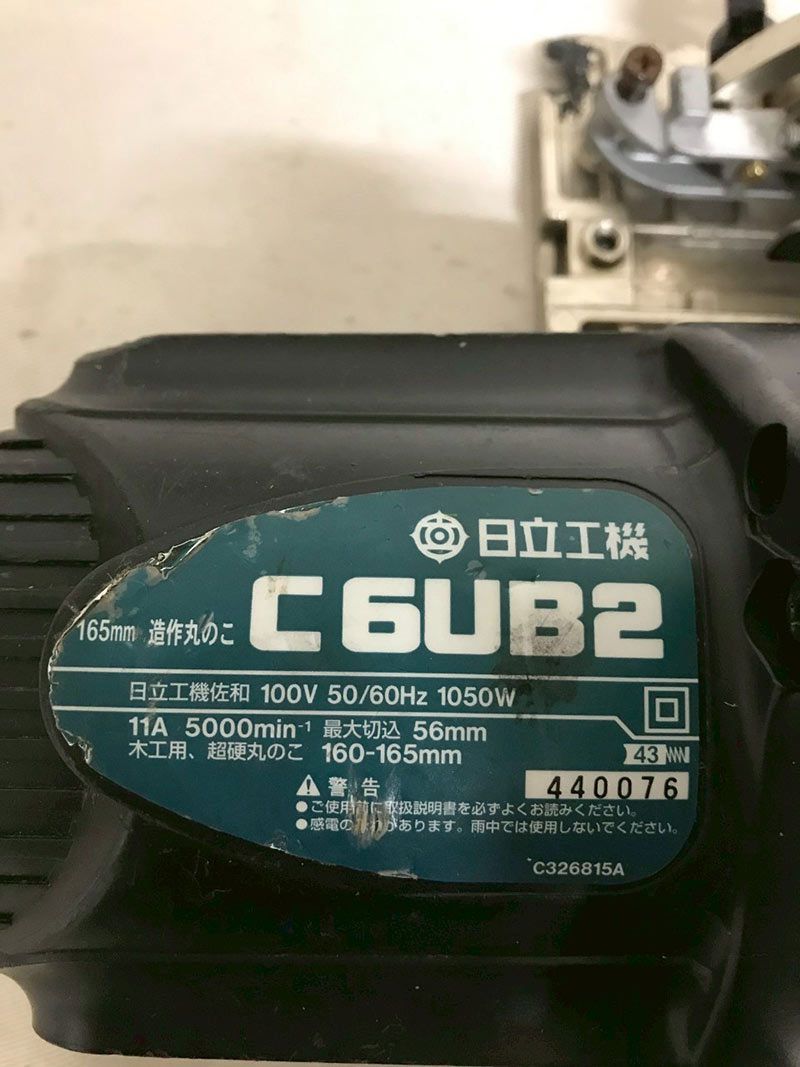 日立工機
165mm 造作丸のこ C6UB2
日立工機佐和 100V 50/60Hz 1050W
11A 5000min⁻¹ 最大切込 56mm
木工用、超硬丸のこ 160-165mm
43
440076
警告
●ご使用前に取扱説明書を必ずよくお読みください。
●感電の があります。雨中では使用しないでください。
C326815A